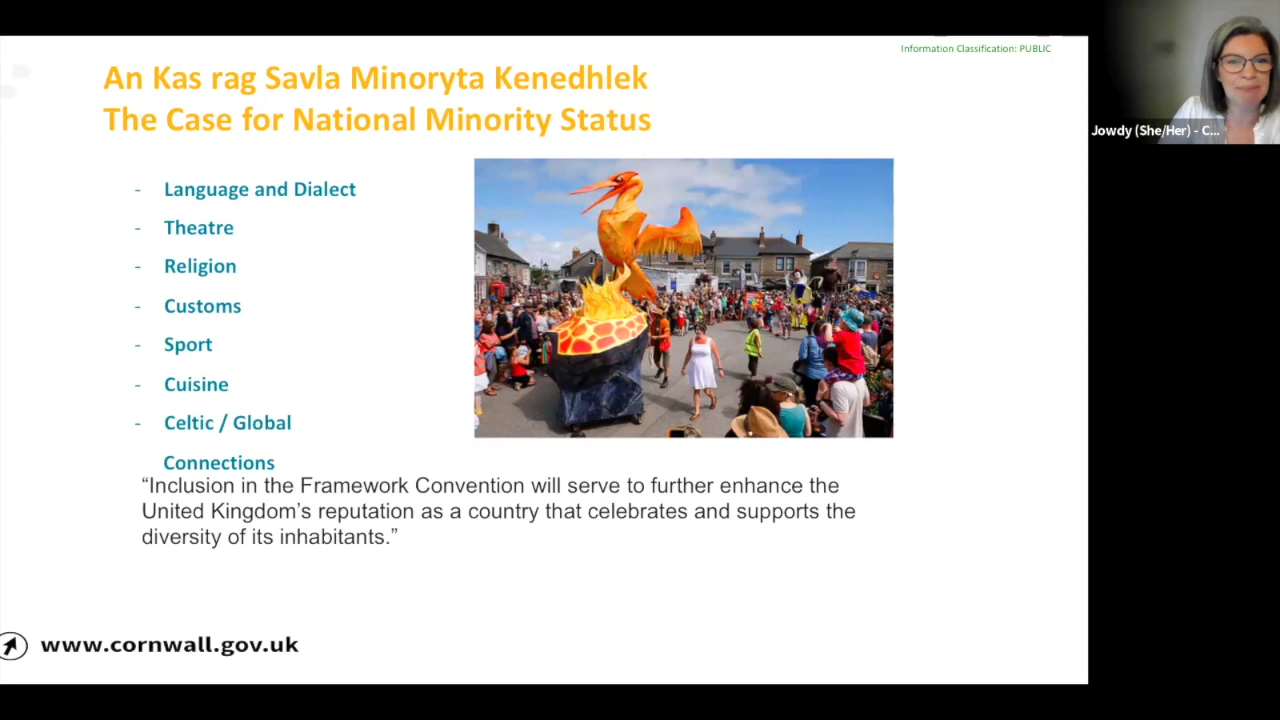 Information Classification: PUBLIC
An Kas rag Savla Minoryta Kenedhlek
The Case for National Minority Status
- Language and Dialect
- Theatre
- Religion
- Customs
- Sport
- Cuisine
- Celtic / Global
Connections
“Inclusion in the Framework Convention will serve to further enhance the
United Kingdom’s reputation as a country that celebrates and supports the
diversity of its inhabitants.”
www.cornwall.gov.uk
Jowdy (She/Her) - C...